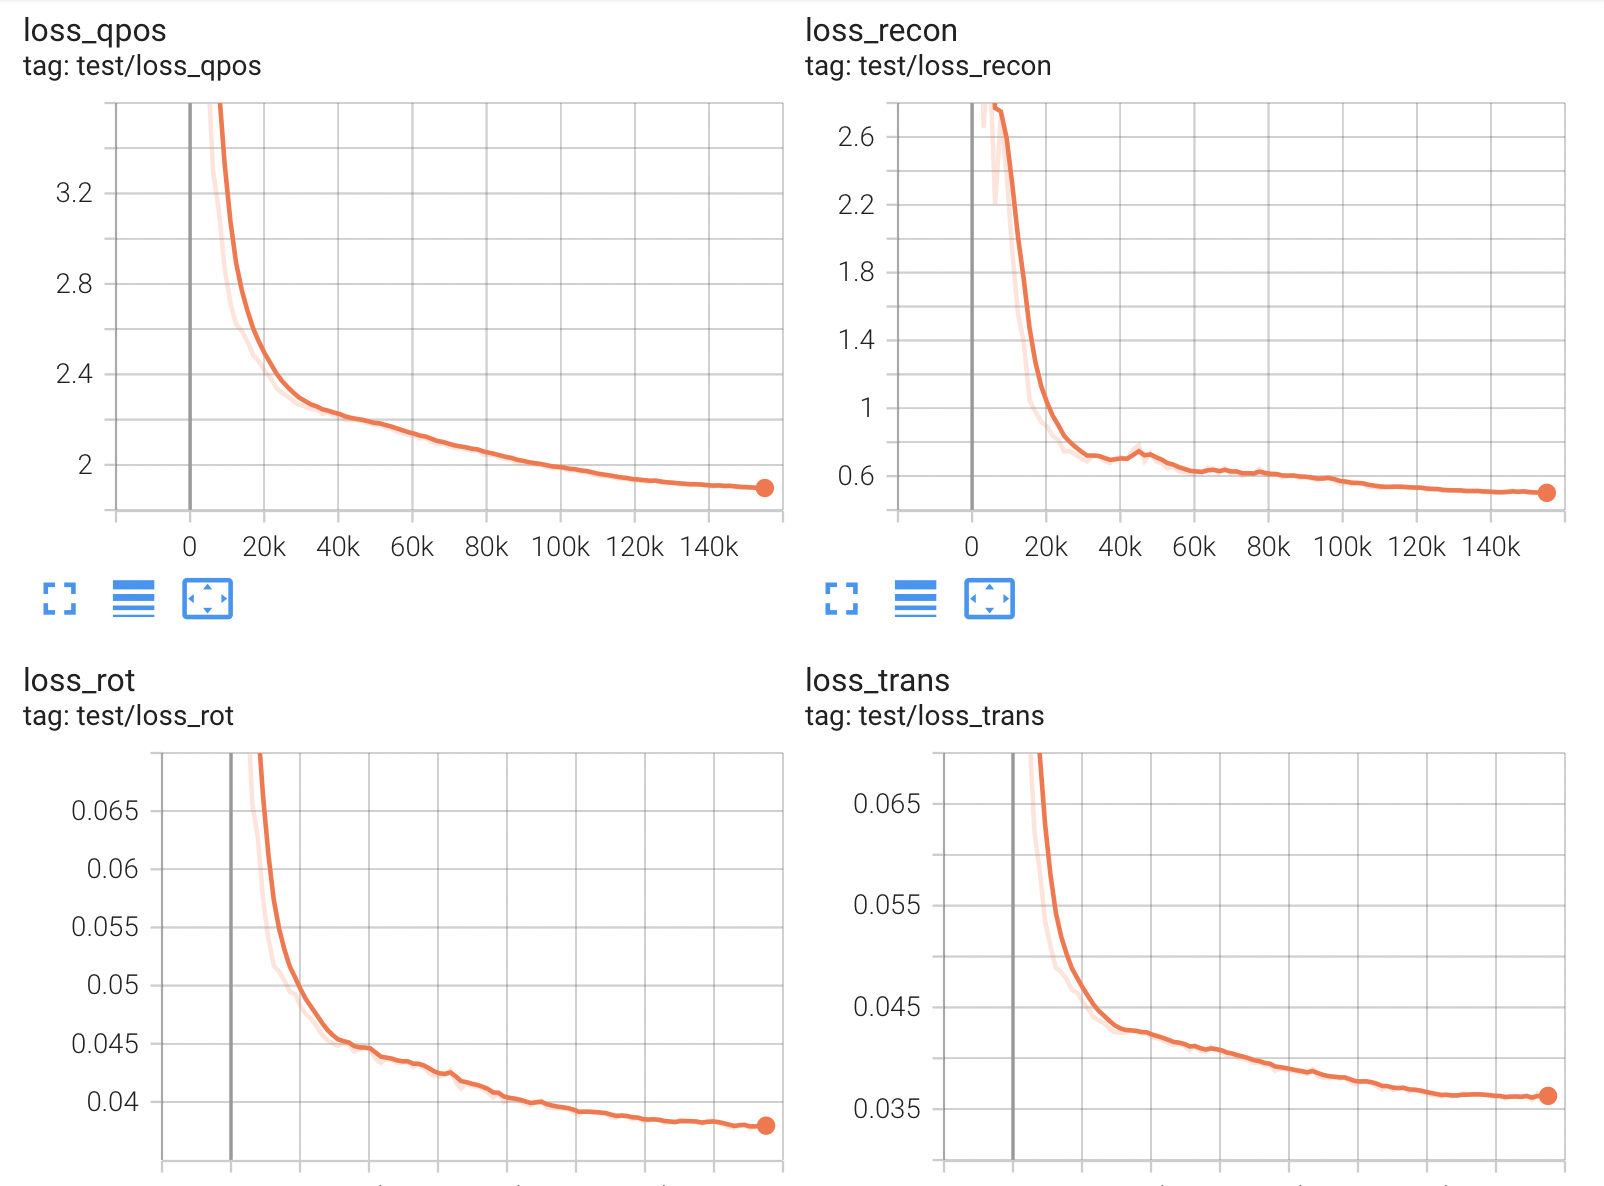 loss_qpos
tag: test/loss_qpos
3.2
2.8
2.4
2
0 20k 40k 60k 80k 100k 120k 140k
loss_recon
tag: test/loss_recon
2.6
2.2
1.8
1.4
1
0.6
0 20k 40k 60k 80k 100k 120k 140k
loss_rot
tag: test/loss_rot
0.065
0.06
0.055
0.05
0.045
0.04
loss_trans
tag: test/loss_trans
0.065
0.055
0.045
0.035